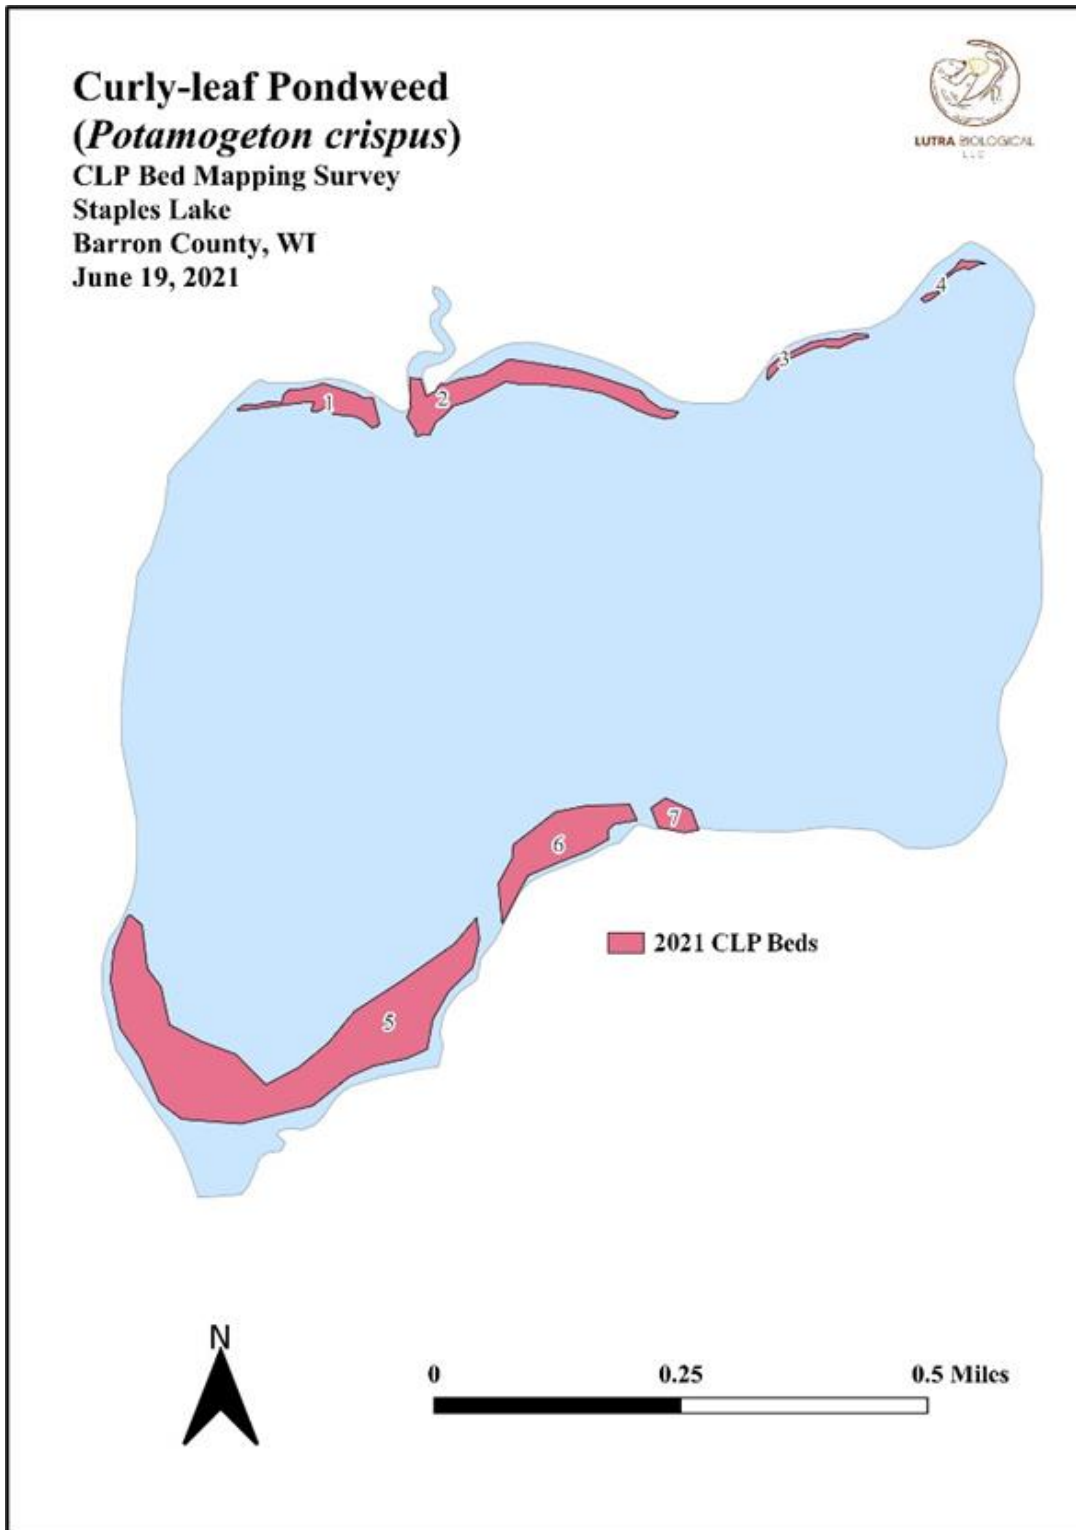 Curly-leaf Pondweed
(Potamogeton crispus)
CLP Bed Mapping Survey
Staples Lake
Barron County, WI
June 19, 2021
LUTRA BIOLOGICAL
LLC
4
3
1
2
7
6
2021 CLP Beds
5
N
0 0.25 0.5 Miles